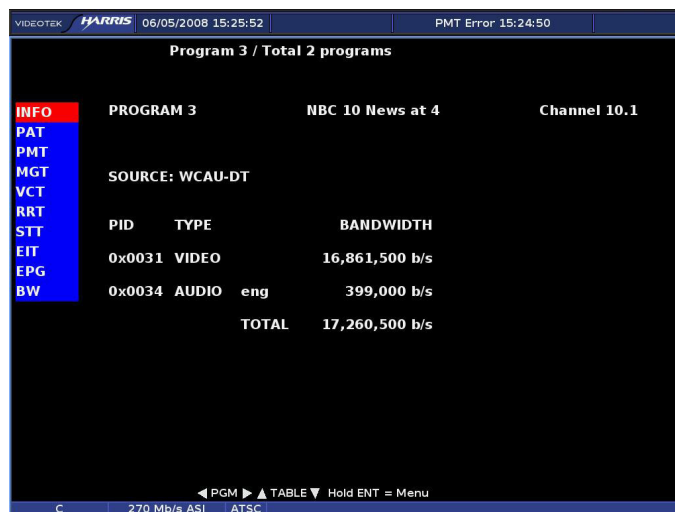 VIDEOTEK HARRIS 06/05/2008 15:25:52 PMT Error 15:24:50
Program 3 / Total 2 programs
INFO
PAT
PMT
MGT
VCT
RRT
STT
EIT
EPG
BW
PROGRAM 3 NBC 10 News at 4 Channel 10.1
SOURCE: WCAU-DT
PID TYPE BANDWIDTH
0x0031 VIDEO 16,861,500 b/s
0x0034 AUDIO eng 399,000 b/s
TOTAL 17,260,500 b/s
◀ PGM ▶ ▲ TABLE ▼ Hold ENT = Menu
C 270 Mb/s ASI ATSC